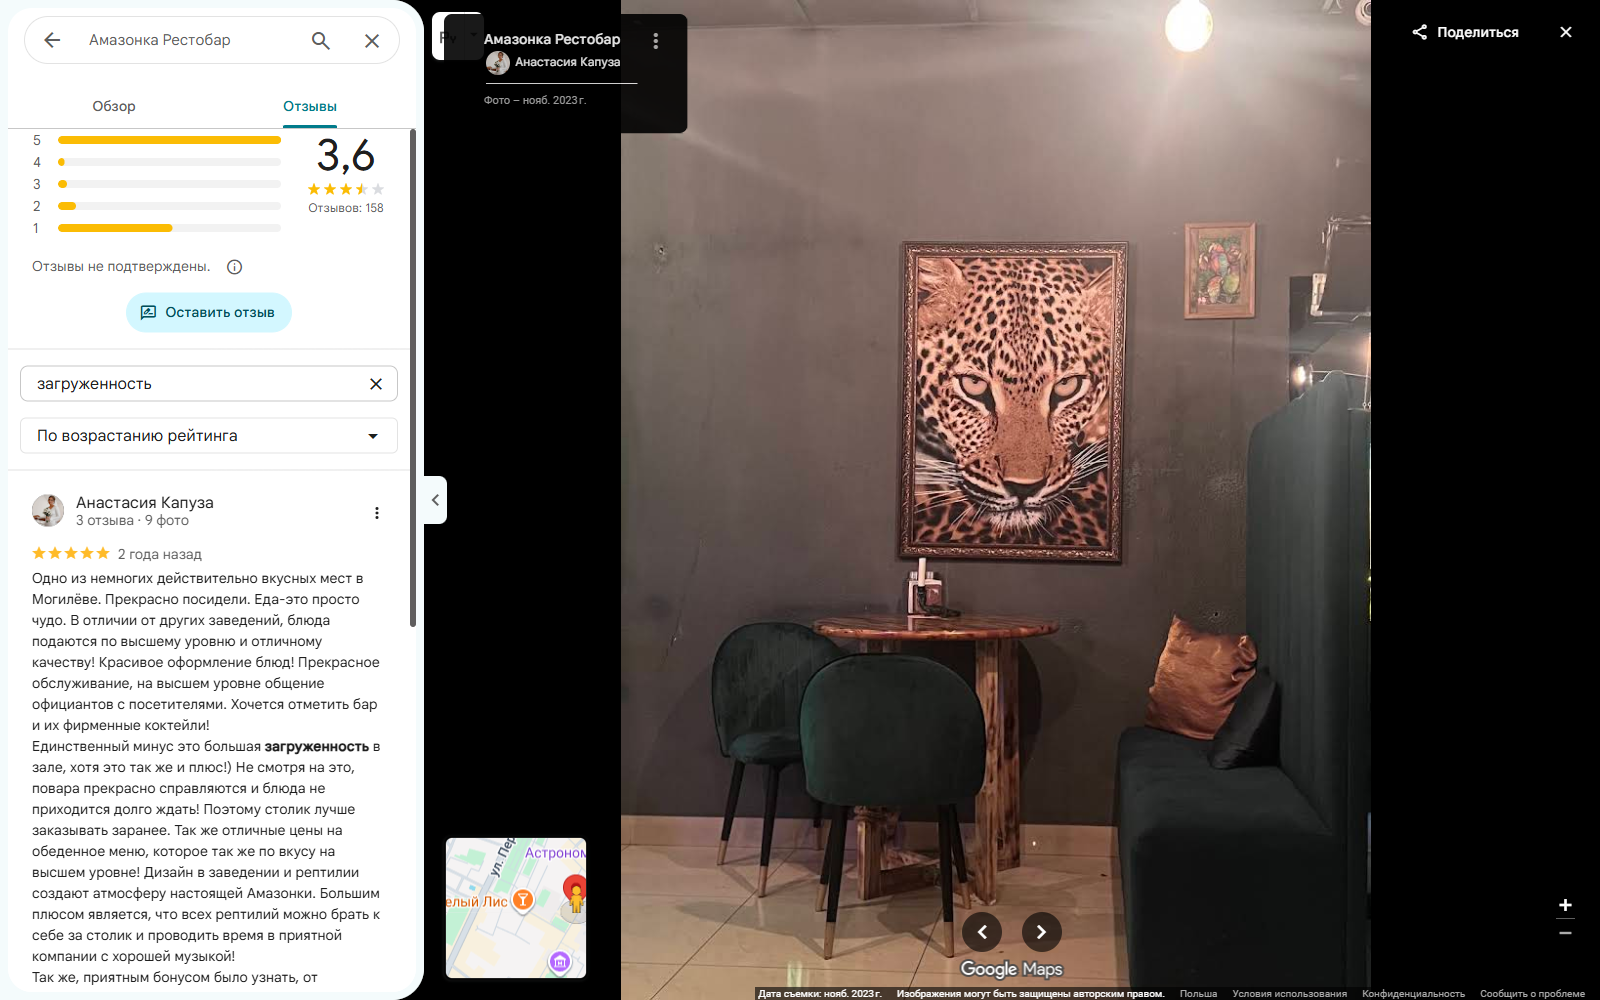 Амазонка Рестобар
Обзор
Отзывы
5
4
3
2
1
3,6
Отзывов: 158
Отзывы не подтверждены.
Оставить отзыв
загруженность
По возрастанию рейтинга
Анастасия Капуза
3 отзыва · 9 фото
2 года назад
Одно из немногих действительно вкусных мест в
Могилёве. Прекрасно посидели. Еда-это просто
чудо. В отличии от других заведений, блюда
подаются по высшему уровню и отличному
качеству! Красивое оформление блюд! Прекрасное
обслуживание, на высшем уровне общение
официантов с посетителями. Хочется отметить бар
и их фирменные коктейли!
Единственный минус это большая загруженность в
зале, хотя это так же и плюс!) Не смотря на это,
повара прекрасно справляются и блюда не
приходится долго ждать! Поэтому столик лучше
заказывать заранее. Так же отличные цены на
обеденное меню, которое так же по вкусу на
высшем уровне! Дизайн в заведении и рептилии
создают атмосферу настоящей Амазонки. Большим
плюсом является, что всех рептилий можно брать к
себе за столик и проводить время в приятной
компании с хорошей музыкой!
Так же, приятным бонусом было узнать, от
Амазонка Рестобар
Анастасия Капуза
Фото – нояб. 2023 г.
Поделиться
ул. Пер
Астроном
елый Лис
Google Maps
Дата съемки: нояб. 2023 г.
Изображения могут быть защищены авторским правом.
Польша
Условия использования
Конфиденциальность
Сообщить о проблеме